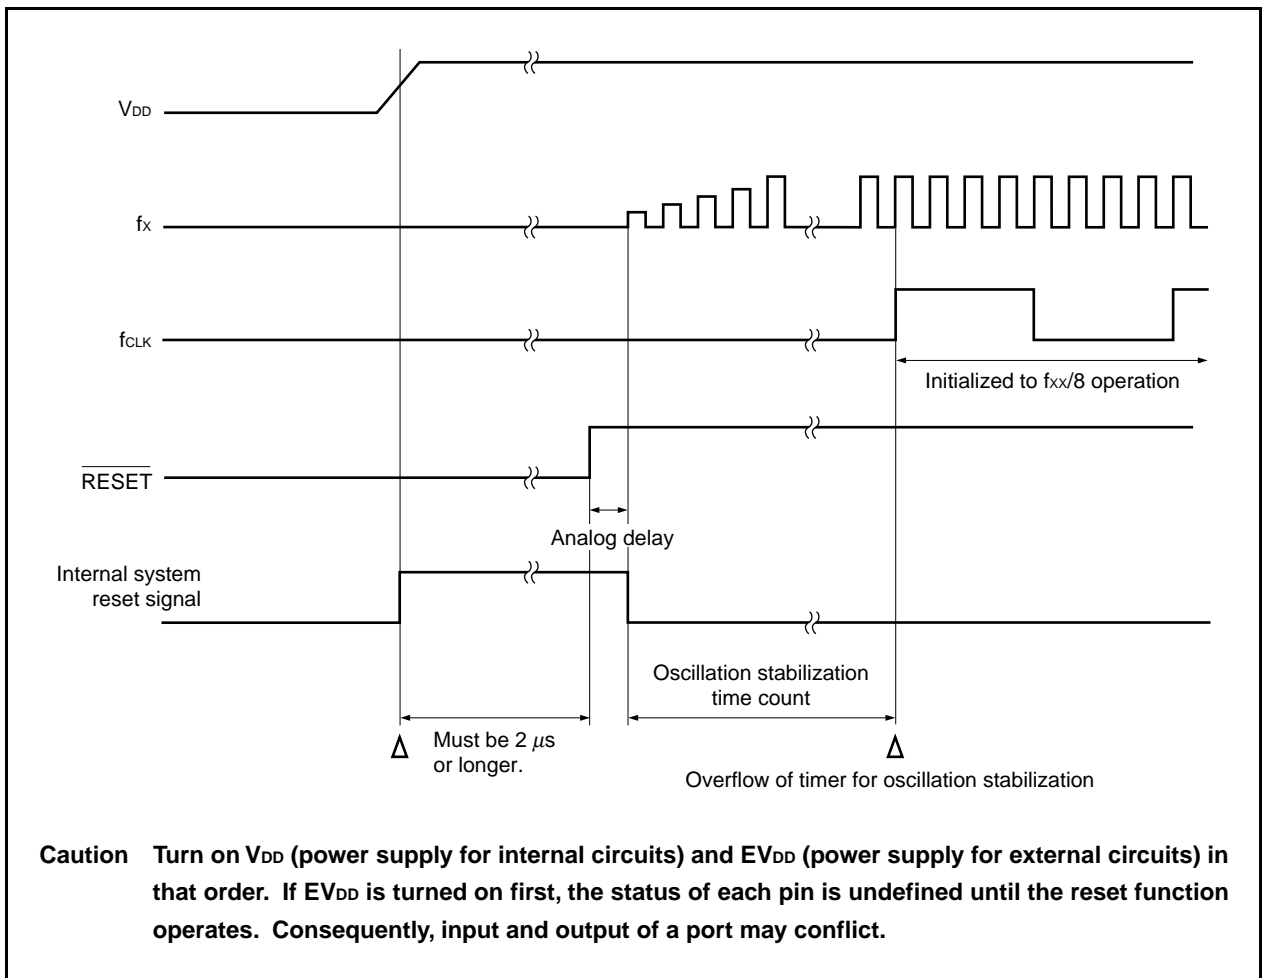 VDD
fX
fCLK
Initialized to fXX/8 operation
RESET
Analog delay
Internal system
reset signal
Oscillation stabilization
time count
Must be 2 μs
or longer.
Overflow of timer for oscillation stabilization
Caution Turn on VDD (power supply for internal circuits) and EVDD (power supply for external circuits) in
that order. If EVDD is turned on first, the status of each pin is undefined until the reset function
operates. Consequently, input and output of a port may conflict.